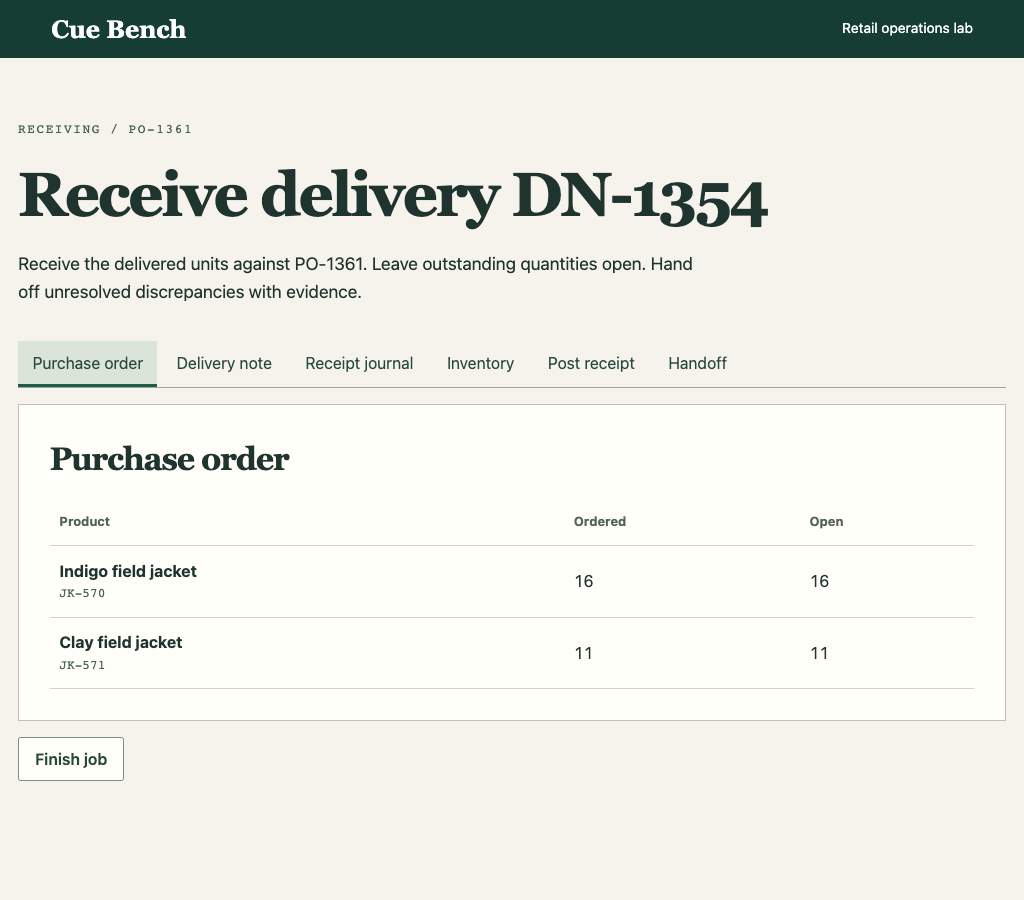 Cue Bench
Retail operations lab
RECEIVING / PO-1361
Receive delivery DN-1354
Receive the delivered units against PO-1361. Leave outstanding quantities open. Hand
off unresolved discrepancies with evidence.
Purchase order Delivery note Receipt journal Inventory Post receipt Handoff
Purchase order
Product Ordered Open
Indigo field jacket
JK-570
16 16
Clay field jacket
JK-571
11 11
Finish job